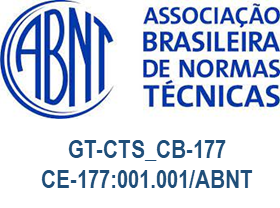 ABNT
ASSOCIAÇÃO
BRASILEIRA
DE NORMAS
TÉCNICAS
GT-CTS_CB-177
CE-177:001.001/ABNT